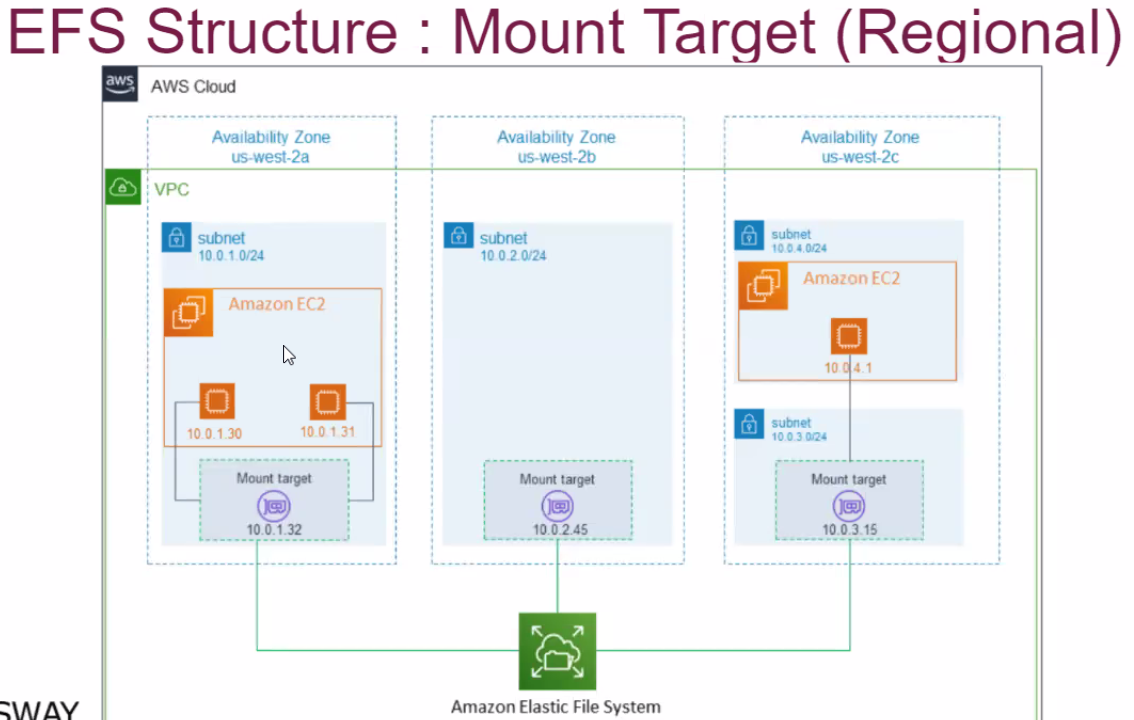 EFS Structure : Mount Target (Regional)
aws
AWS Cloud
Availability Zone
us-west-2a
Availability Zone
us-west-2b
Availability Zone
us-west-2c
VPC
subnet
10.0.1.0/24
Amazon EC2
10.0.1.30
10.0.1.31
Mount target
10.0.1.32
subnet
10.0.2.0/24
Mount target
10.0.2.45
subnet
10.0.4.0/24
Amazon EC2
10.0.4.1
subnet
10.0.3.0/24
Mount target
10.0.3.15
Amazon Elastic File System
SWAY